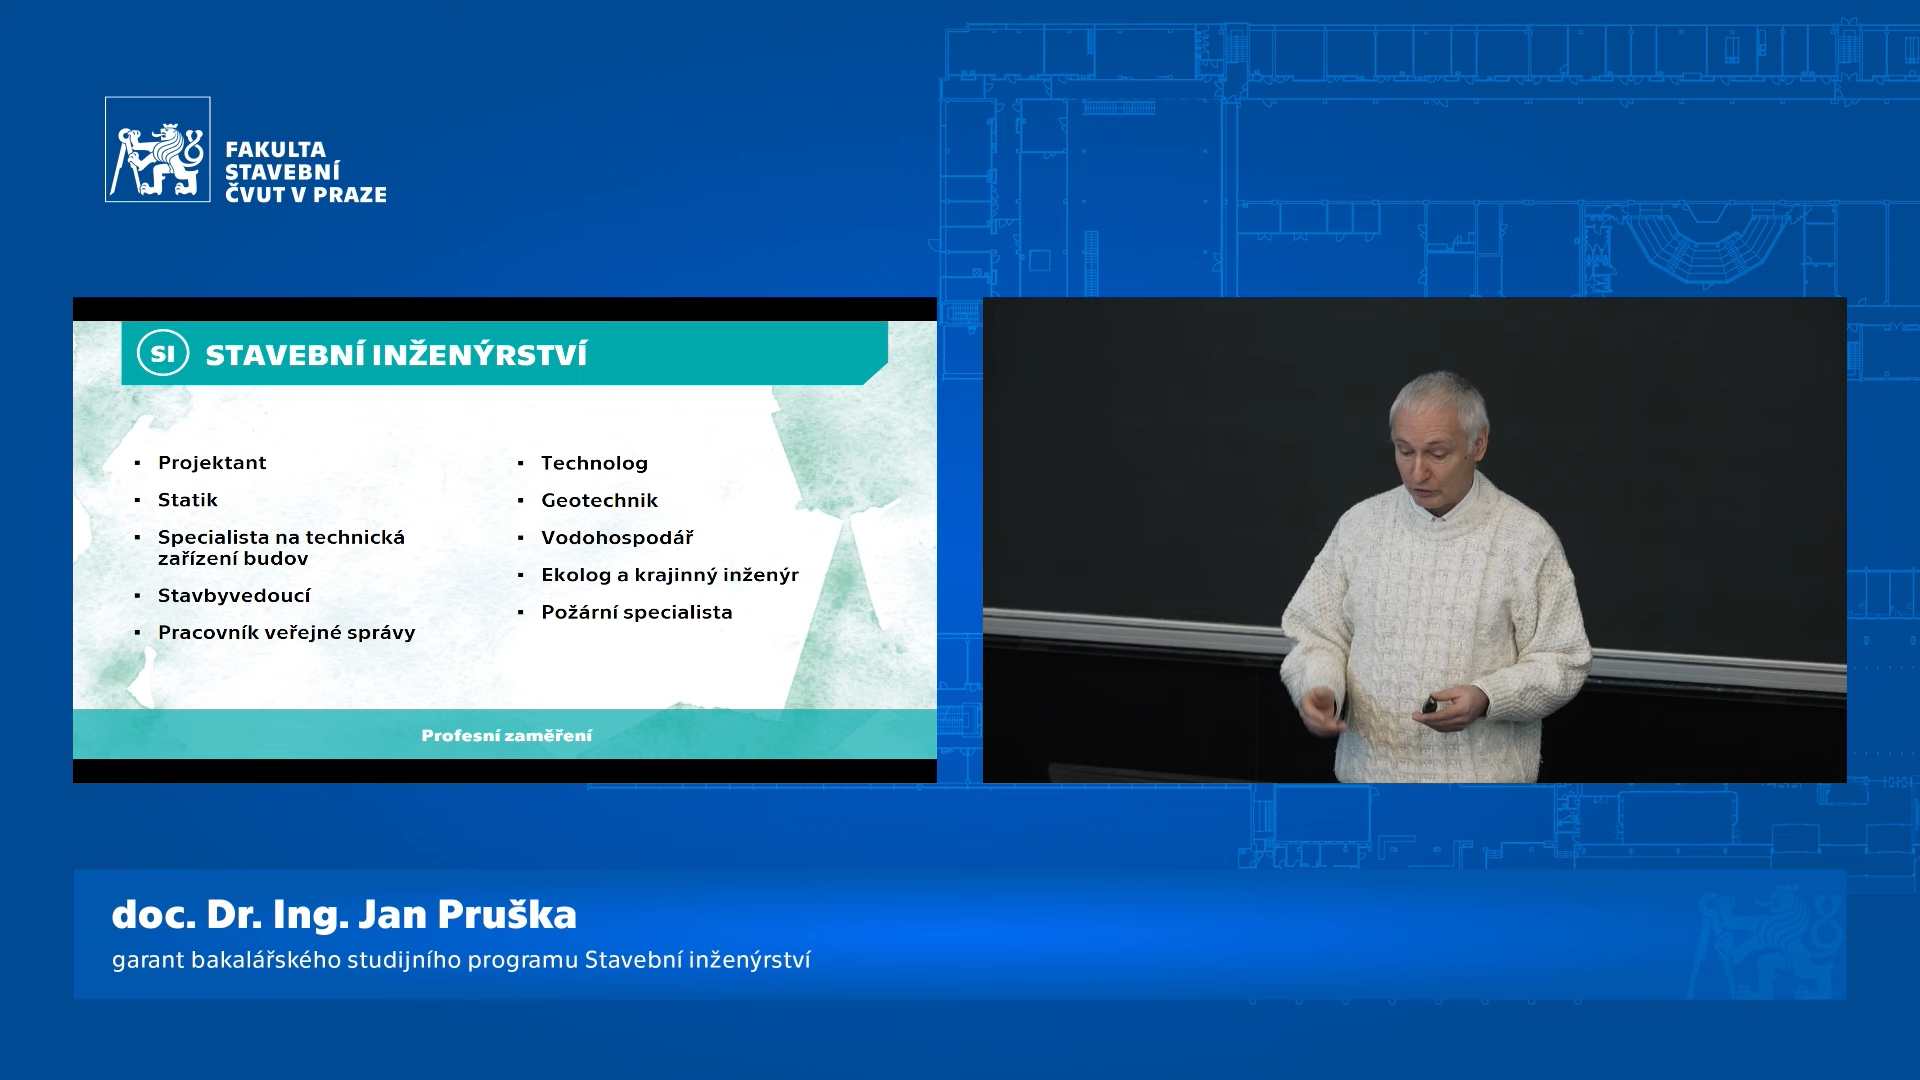 FAKULTA
STAVEBNÍ
ČVUT V PRAZE
SI STAVEBNÍ INŽENÝRSTVÍ
▪ Projektant
▪ Statik
▪ Specialista na technická
zařízení budov
▪ Stavbyvedoucí
▪ Pracovník veřejné správy
▪ Technolog
▪ Geotechnik
▪ Vodohospodář
▪ Ekolog a krajinný inženýr
▪ Požární specialista
Profesní zaměření
doc. Dr. Ing. Jan Pruška
garant bakalářského studijního programu Stavební inženýrství